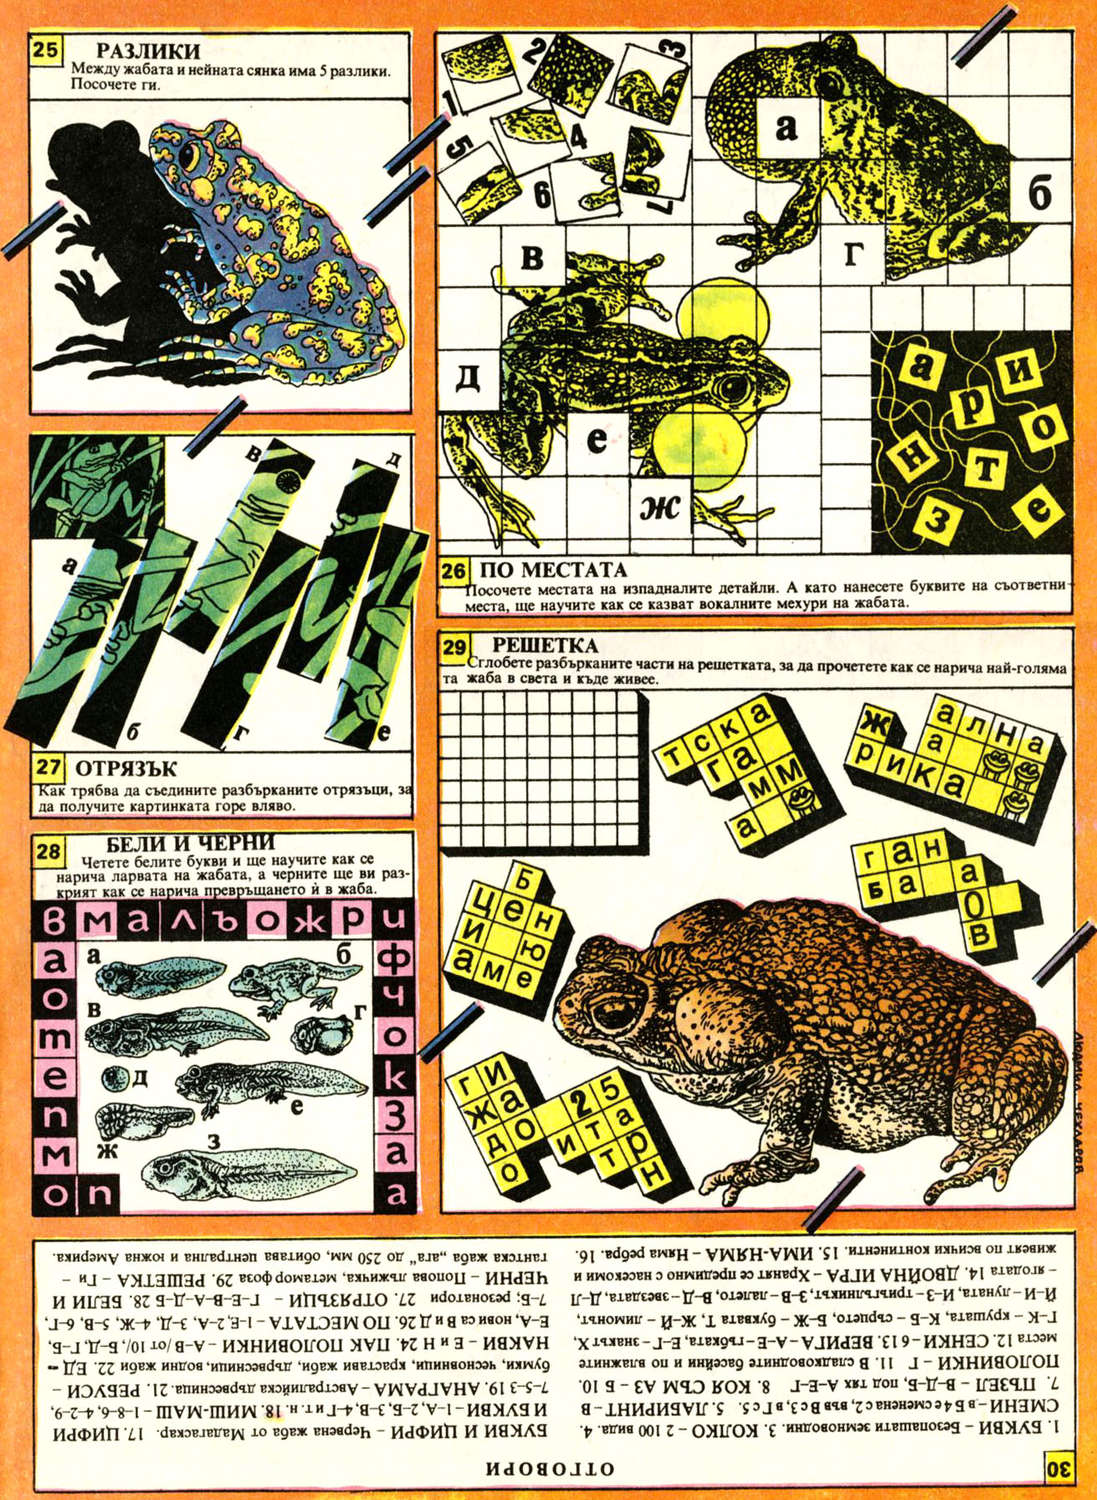 25 РАЗЛИКИ
Между жабата и нейната сянка има 5 разлики.
Посочете ги.
1 2 3
4 5
6 7
а
б
в
г
д
е
ж
а и
р о
н т
з е
26 ПО МЕСТАТА
Посочете местата на изпадналите детайли. А като нанесете буквите на съответни
места, ще научите как се казват вокалните мехури на жабата.
в д
а
б г е
27 ОТРЯЗЪК
Как трябва да съедините разбърканите отрязъци, за
да получите картинката горе вляво.
28 БЕЛИ И ЧЕРНИ
Четете белите букви и ще научите как се
нарича ларвата на жабата, а черните ще ви раз-
крият как се нарича превръщането ѝ в жаба.
в м а л ъ о ж р и
а ф
о ч
т о
е к
п З
м а
о п а
а б
в г
д е
ж з
29 РЕШЕТКА
Сглобете разбърканите части на решетката, за да прочетете как се нарича най-голяма
та жаба в света и къде живее.
т с к а
г а
м м
а
ж а л н а
а
р и к а
г а н
б а а
о
в
б
ц е н
и ю
а м е
г и
ж а 2 5
д о и т а
о т р
н
ЛЮДМИЛ ЧЕХЛАРОВ
30 ОТГОВОРИ
1. БУКВИ – Безопашати земноводни. 3. КОЛКО – 2 100 вида. 4.
СМЕНИ – в Б 4 е сменена с 2, във В с 3, в Г с 5. 5. ЛАБИРИНТ – В
7. ПЪЗЕЛ – В–Д–Б, под тях А–Е–Г 8. КОЯ СЪМ АЗ – Б 10.
ПОЛОВИНКИ – Г 11. В сладководните басейни и по влажните
места 12. СЕНКИ – 6 13. ВЕРИГА – А–Е–гъбката, Е–Г– знакът Х,
Г–К – крушата, К–Б – сърцето, Б–Ж – буквата Т, Ж–Й – лимонът,
Й–И – луната, И–З – триъгълникът, З–В – лалето, В–Д – звездата, Д–Л
– ягодата 14. ДВОЙНА ИГРА – Хранят се предимно с насекоми и
живеят по всички континенти. 15. ИМА-НЯМА – Няма ребра. 16.
БУКВИ И ЦИФРИ – Червена жаба от Мадагаскар. 17. ЦИФРИ
И БУКВИ – 1–А, 2–Б, 3–В, 4–Г и т. н. 18. МИШ-МАШ – 1–8–6, 4–2–9,
7–5–3 19. АНАГРАМА – Австралийска дървесница. 21. РЕБУСИ –
бумки, чесновници, крастави жаби, дървесници, водни жаби 22. ЕД –
НАКВИ – Е и Н 24. ПАК ПОЛОВИНКИ – А–В/от 10/, Б–Д, Г–Б,
Е–А, нови са В и Д 26. ПО МЕСТАТА – 1–Е, 2–А, 3–Д, 4–Ж, 5–В, 6–Г,
7–Б; резонатори 27. ОТРЯЗЪЦИ – Г–Е–В–А–Д–Б 28. БЕЛИ И
ЧЕРНИ – Попова лъжичка, метаморфоза 29. РЕШЕТКА – Ги –
гантска жаба „ага” до 250 мм, обитава централна и южна Америка.